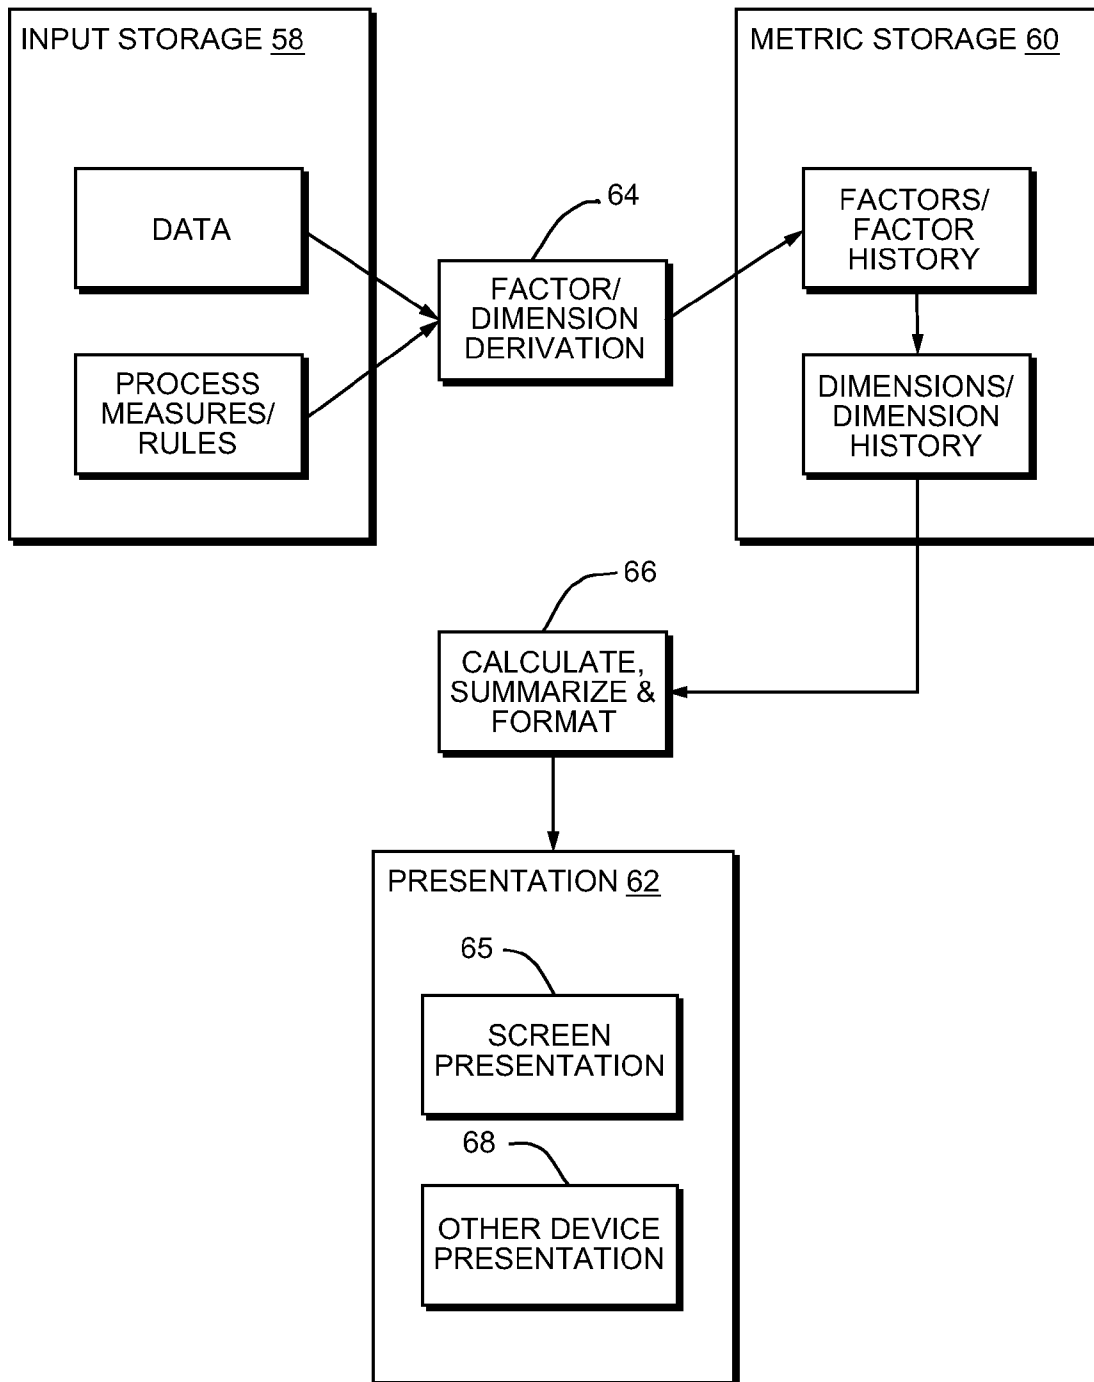 INPUT STORAGE 58
DATA
PROCESS
MEASURES/
RULES
64
FACTOR/
DIMENSION
DERIVATION
METRIC STORAGE 60
FACTORS/
FACTOR
HISTORY
DIMENSIONS/
DIMENSION
HISTORY
66
CALCULATE,
SUMMARIZE &
FORMAT
PRESENTATION 62
65
SCREEN
PRESENTATION
68
OTHER DEVICE
PRESENTATION